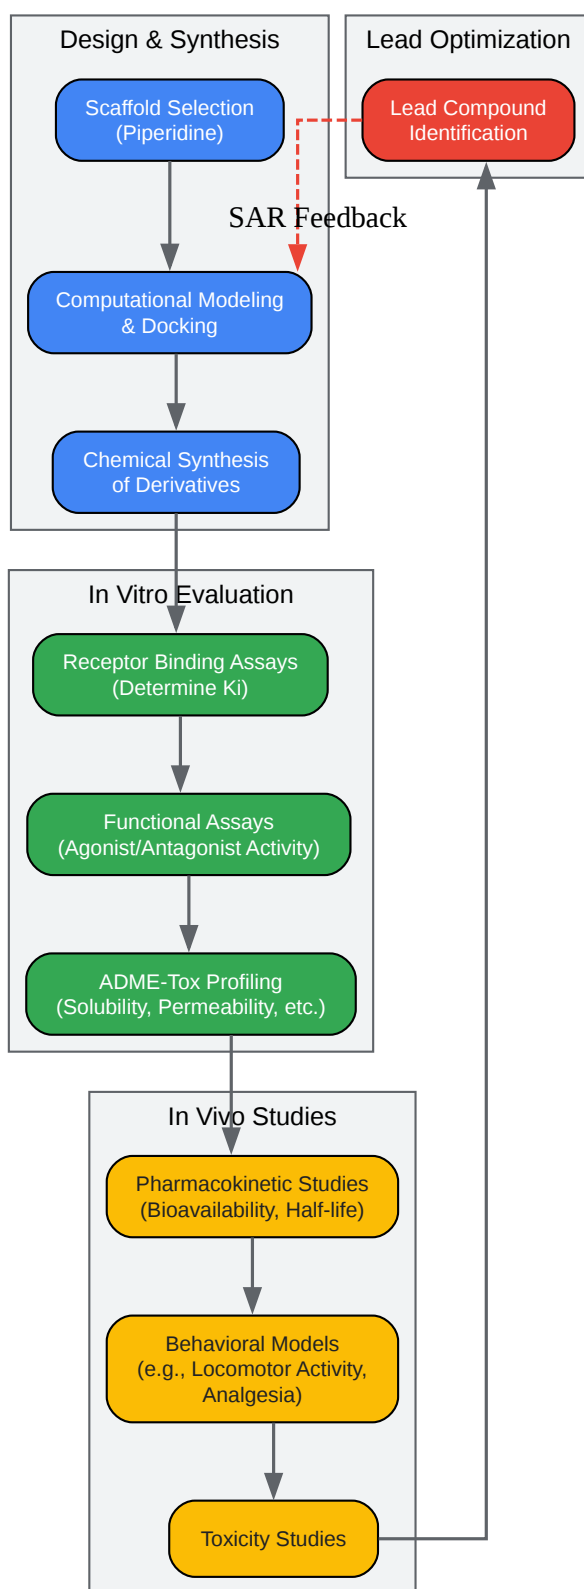 Design & Synthesis
Scaffold Selection
(Piperidine)
Lead Optimization
Lead Compound
Identification
SAR Feedback
Computational Modeling
& Docking
Chemical Synthesis
of Derivatives
In Vitro Evaluation
Receptor Binding Assays
(Determine Ki)
Functional Assays
(Agonist/Antagonist Activity)
ADME-Tox Profiling
(Solubility, Permeability, etc.)
In Vivo Studies
Pharmacokinetic Studies
(Bioavailability, Half-life)
Behavioral Models
(e.g., Locomotor Activity,
Analgesia)
Toxicity Studies